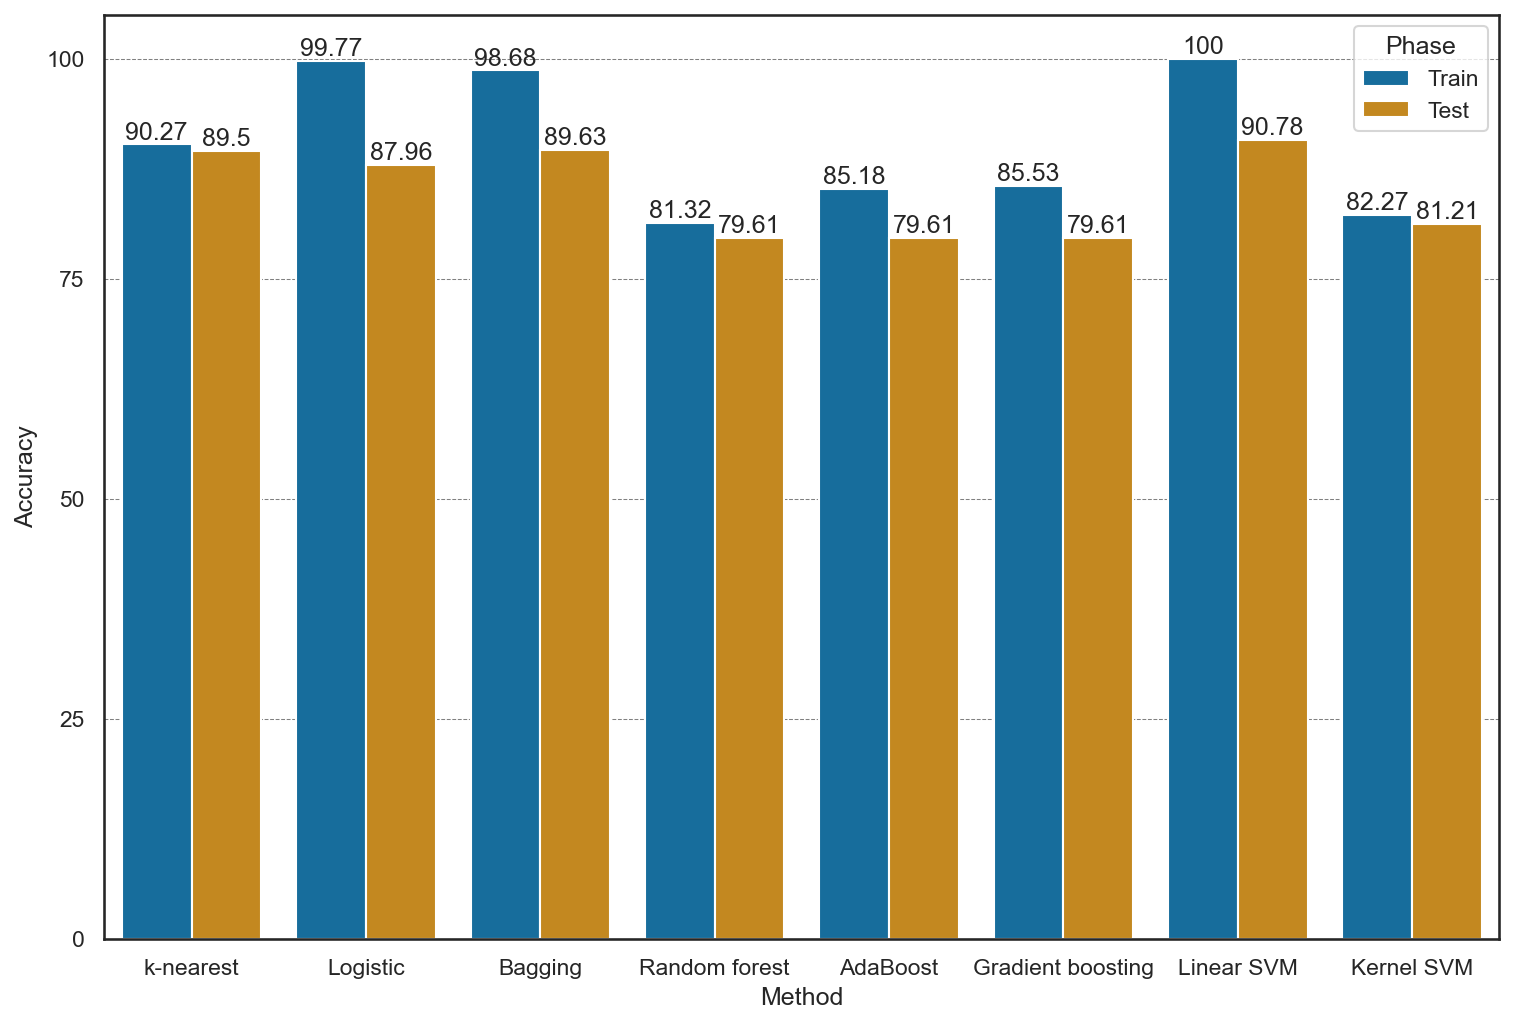 Phase
Train
Test
100
75
50
25
0
Accuracy
90.27
89.5
99.77
87.96
98.68
89.63
81.32
79.61
85.18
79.61
85.53
79.61
100
90.78
82.27
81.21
k-nearest
Logistic
Bagging
Random forest
AdaBoost
Gradient boosting
Linear SVM
Kernel SVM
Method